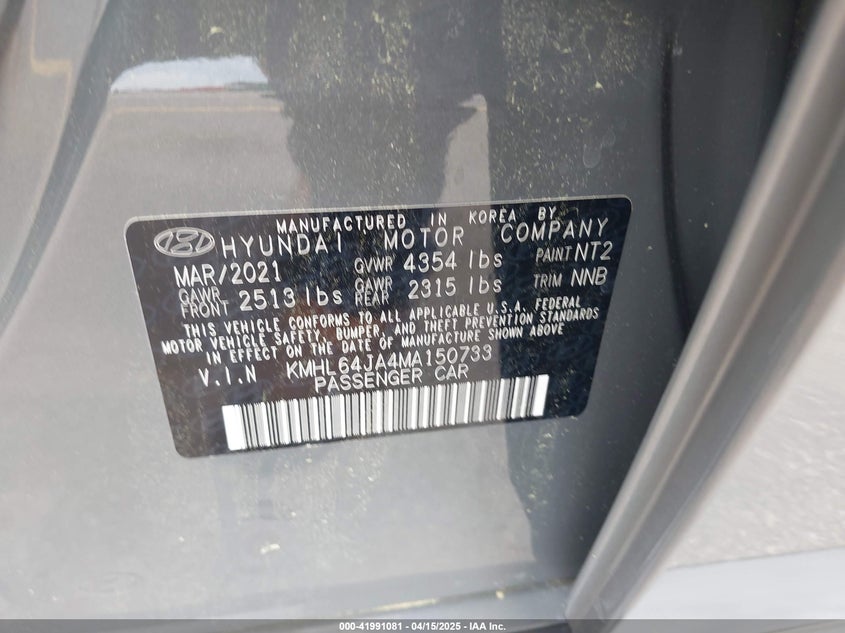 MANUFACTURED IN KOREA BY
HYUNDAI MOTOR COMPANY
MAR/2021 GVWR 4354 lbs PAINT NT2
GAWR FRONT 2513 lbs GAWR REAR 2315 lbs TRIM NNB
THIS VEHICLE CONFORMS TO ALL APPLICABLE U.S.A. FEDERAL
MOTOR VEHICLE SAFETY, BUMPER, AND THEFT PREVENTION STANDARDS
IN EFFECT ON THE DATE OF MANUFACTURE SHOWN ABOVE
V.I.N KMHL64JA4MA150733
PASSENGER CAR
000-41991081 - 04/15/2025 - IAA Inc.